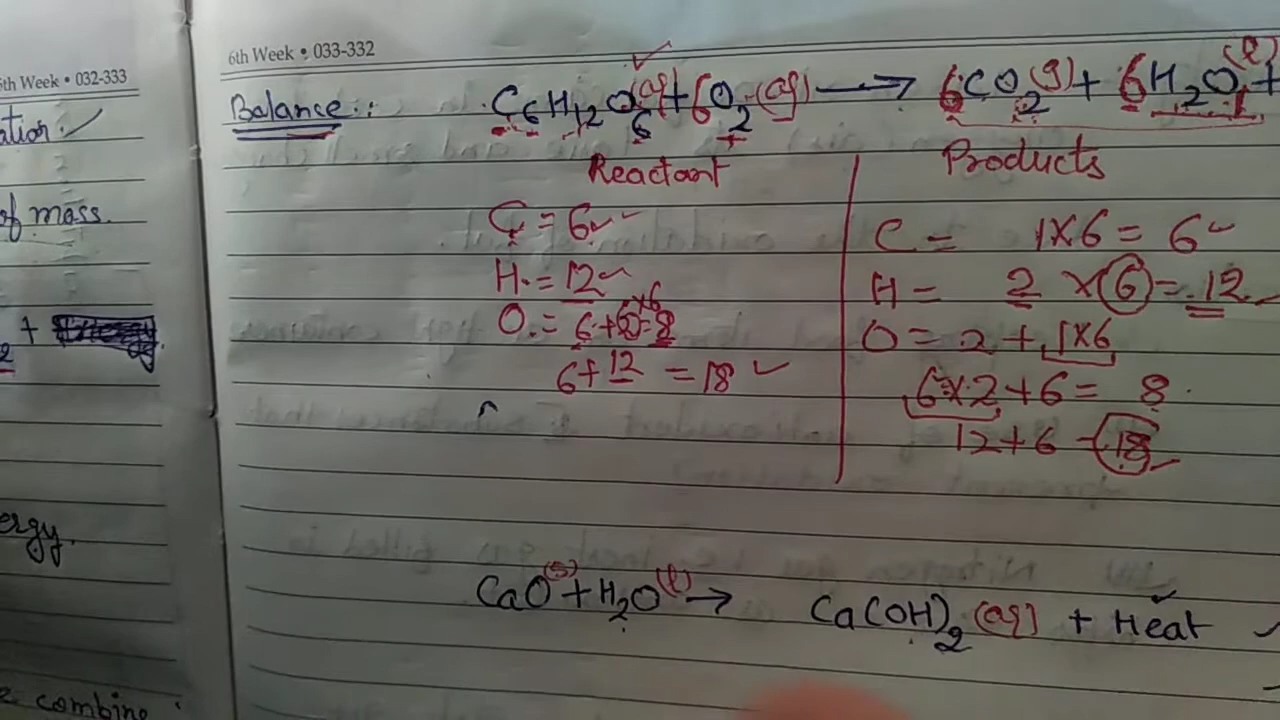 6th Week • 032-333
6th Week • 033-332
Balance :: C6H12O6(aq) + 6O2(aq) → 6CO2(g) + 6H2O(l) +
of mass.
Reactant Products
C = 6 C = 1×6 = 6
H = 12 H = 2 × 6 = 12
O = 6+ =8 O = 2 + 1×6
6+12 = 18 6×2+6 = 8
12+6 = 18
CaO(s) + H2O(l) → Ca(OH)2 (aq) + Heat
combine